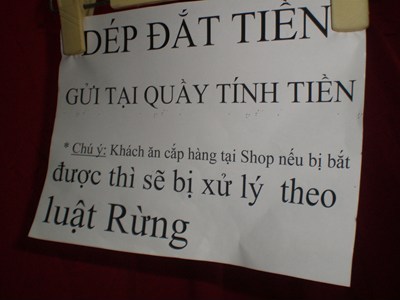 DÉP ĐẮT TIỀN
GỬI TẠI QUẦY TÍNH TIỀN
* Chú ý: Khách ăn cắp hàng tại Shop nếu bị bắt
được thì sẽ bị xử lý theo
luật Rừng